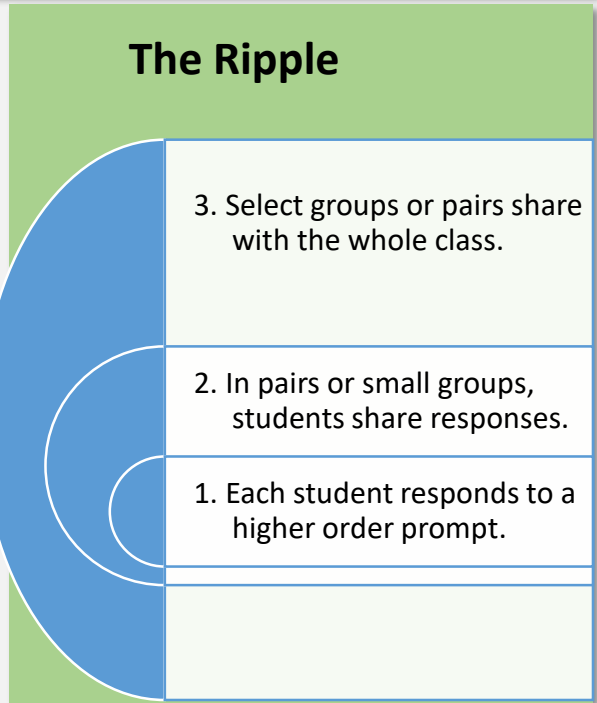 The Ripple
3. Select groups or pairs share
with the whole class.
2. In pairs or small groups,
students share responses.
1. Each student responds to a
higher order prompt.